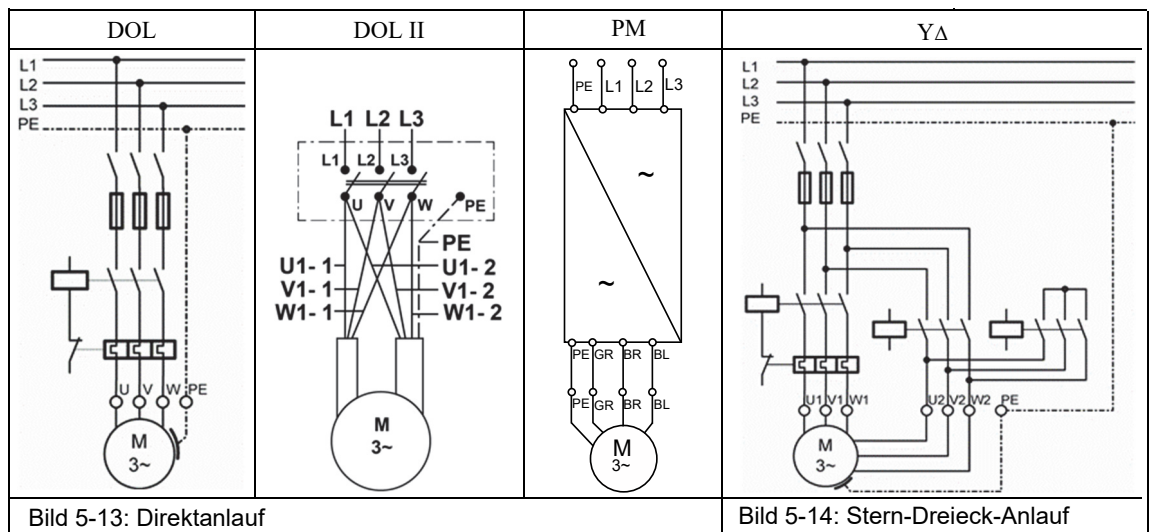 DOL
DOL II
PM
YΔ
L1
L2
L3
PE
U V W PE
M
3~
L1 L2 L3
L1 L2 L3
U V W PE
PE
U1- 1 U1- 2
V1- 1 V1- 2
W1- 1 W1- 2
M
3~
PE L1 L2 L3
~
~
PE GR BR BL
PE GR BR BL
M
3~
L1
L2
L3
PE
U1 V1 W1 U2 V2 W2 PE
M
3~
Bild 5-13: Direktanlauf
Bild 5-14: Stern-Dreieck-Anlauf